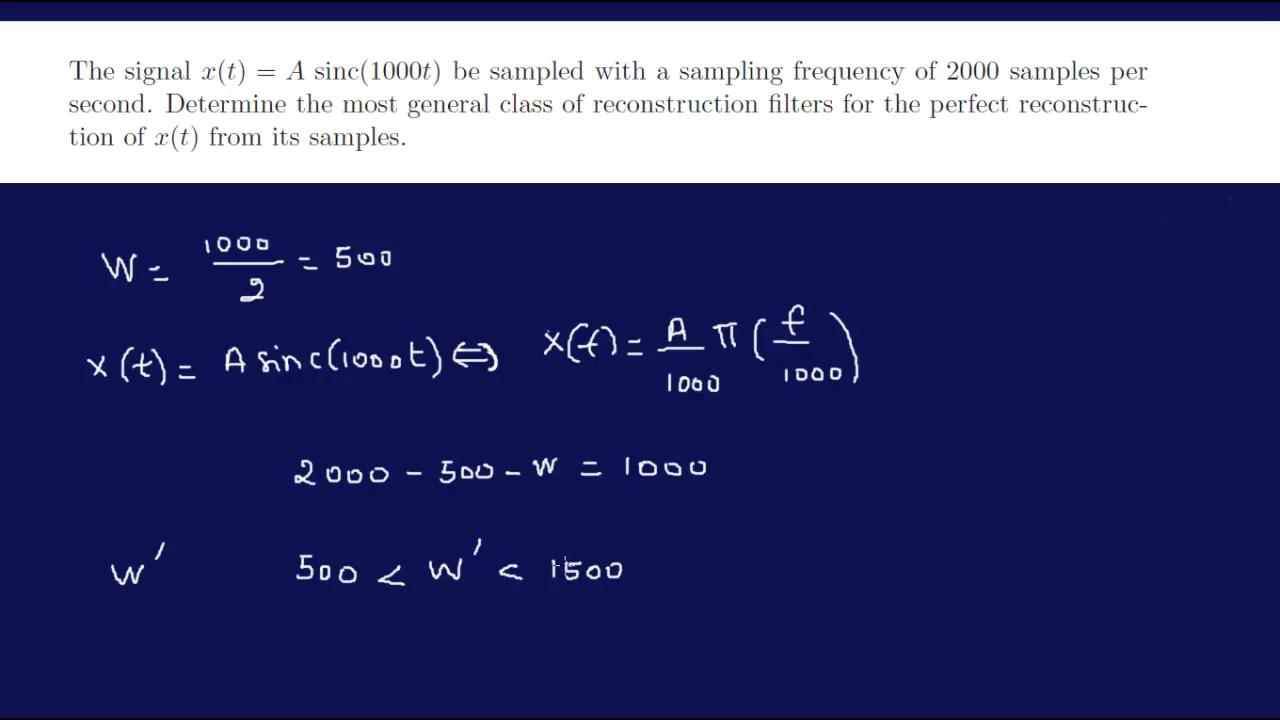 The signal x(t) = A sinc(1000t) be sampled with a sampling frequency of 2000 samples per
second. Determine the most general class of reconstruction filters for the perfect reconstruc-
tion of x(t) from its samples.
W = 1000/2 = 500
x(t) = A sinc(1000t) ⇔ X(f) = A/1000 Π(f/1000)
2000 - 500 - W = 1000
W' 500 < W' < 1500